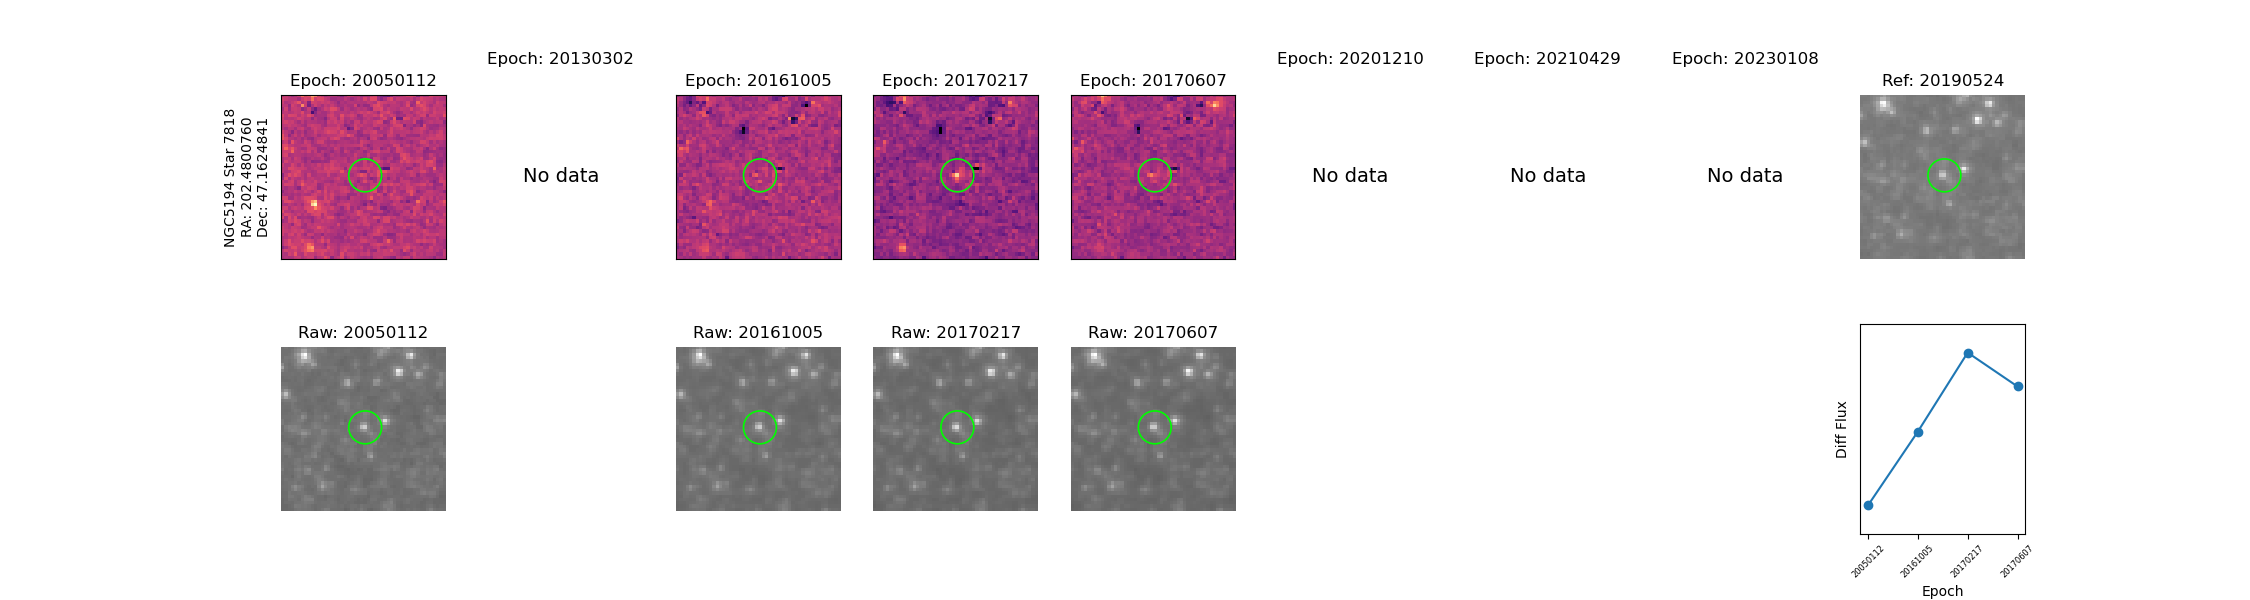 Epoch: 20050112
Epoch: 20130302
Epoch: 20161005
Epoch: 20170217
Epoch: 20170607
Epoch: 20201210
Epoch: 20210429
Epoch: 20230108
Ref: 20190524
NGC5194 Star 7818
RA: 202.4800760
Dec: 47.1624841
No data
No data
No data
No data
Raw: 20050112
Raw: 20161005
Raw: 20170217
Raw: 20170607
Diff Flux
20050112
20161005
20170217
20170607
Epoch